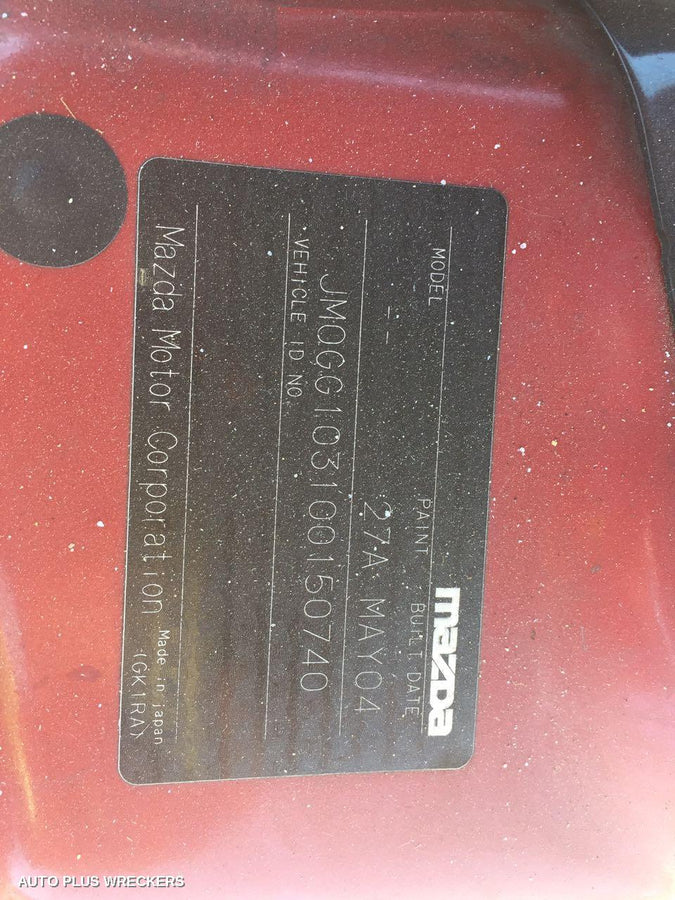 mazda
MODEL PAINT BUILT DATE
-- 27A MAY04
JM0GG103100150740
VEHICLE ID NO
Mazda Motor Corporation Made in japan
(GK1RA)
AUTO PLUS WRECKERS